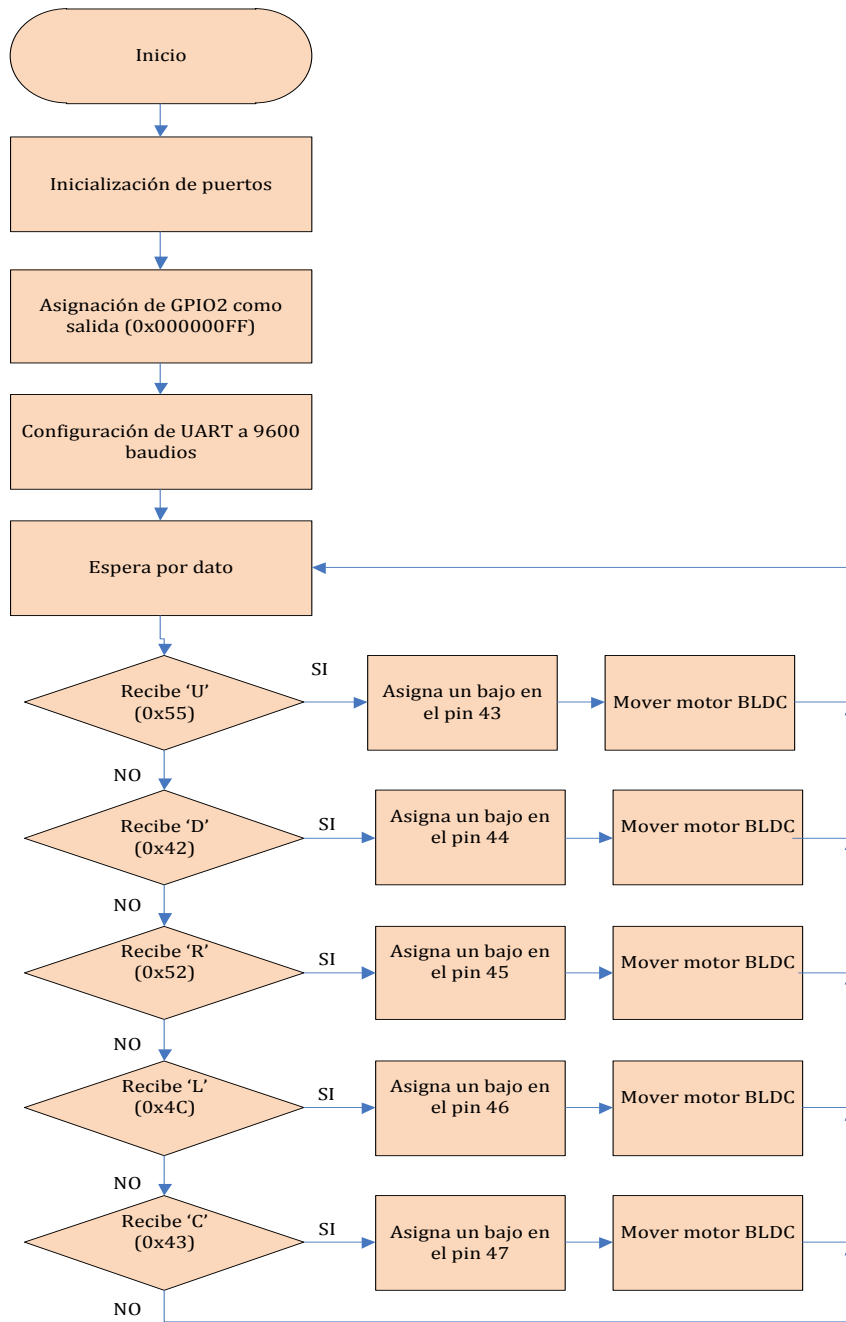 Inicio
Inicialización de puertos
Asignación de GPIO2 como
salida (0x000000FF)
Configuración de UART a 9600
baudios
Espera por dato
Recibe ‘U’
(0x55)
SI
Asigna un bajo en
el pin 43
Mover motor BLDC
NO
Recibe ‘D’
(0x42)
SI
Asigna un bajo en
el pin 44
Mover motor BLDC
NO
Recibe ‘R’
(0x52)
SI
Asigna un bajo en
el pin 45
Mover motor BLDC
NO
Recibe ‘L’
(0x4C)
SI
Asigna un bajo en
el pin 46
Mover motor BLDC
NO
Recibe ‘C’
(0x43)
SI
Asigna un bajo en
el pin 47
Mover motor BLDC
NO